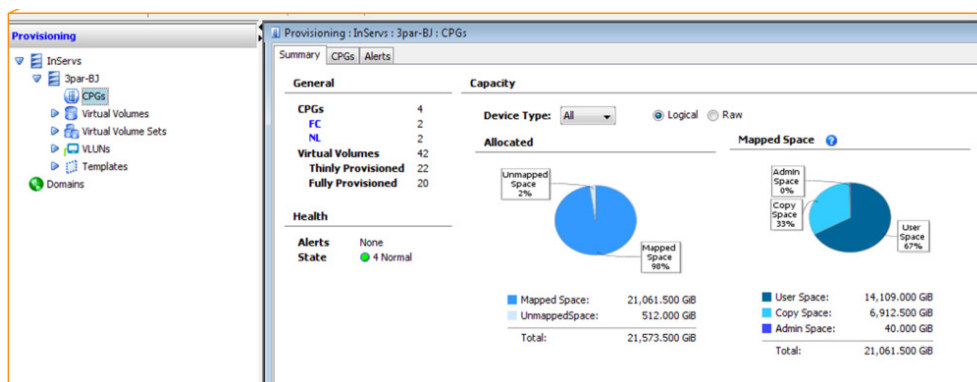 Provisioning
InServs
3par-BJ
CPGs
Virtual Volumes
Virtual Volume Sets
VLUNs
Templates
Domains
Provisioning : InServs : 3par-BJ : CPGs
Summary CPGs Alerts
General
CPGs 4
FC 2
NL 2
Virtual Volumes 42
Thinly Provisioned 22
Fully Provisioned 20
Health
Alerts None
State 4 Normal
Capacity
Device Type: All Logical Raw
Allocated
Unmapped
Space
2%
Mapped
Space
98%
Mapped Space: 21,061.500 GiB
UnmappedSpace: 512.000 GiB
Total: 21,573.500 GiB
Mapped Space ?
Admin
Space
0%
Copy
Space
33%
User
Space
67%
User Space: 14,109.000 GiB
Copy Space: 6,912.500 GiB
Admin Space: 40.000 GiB
Total: 21,061.500 GiB